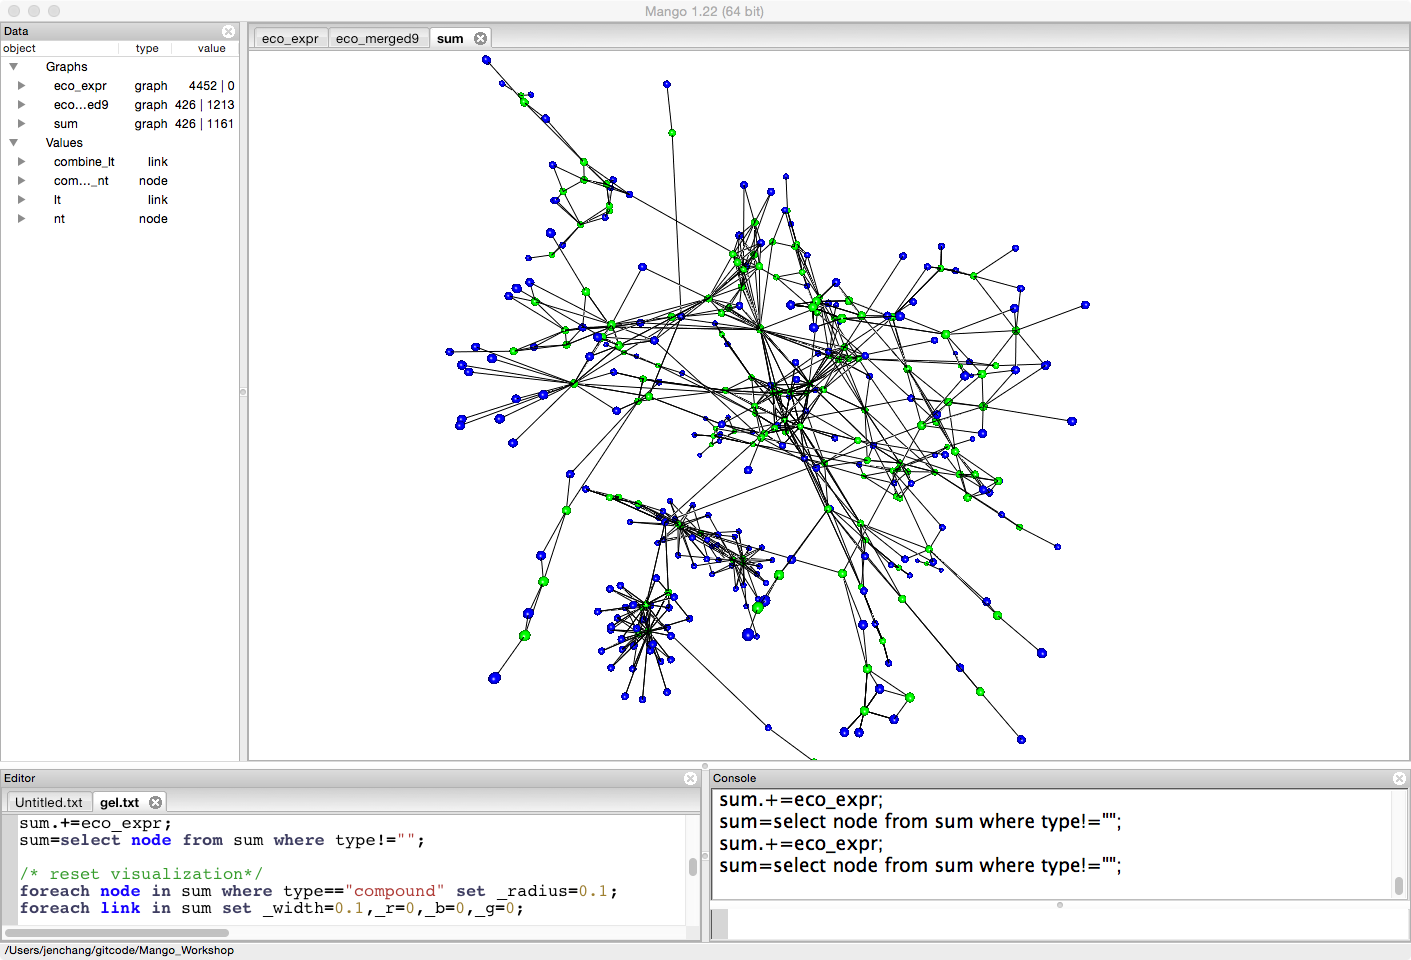 Mango 1.22 (64 bit)
Data
object type value
Graphs
eco_expr graph 4452 | 0
eco...ed9 graph 426 | 1213
sum graph 426 | 1161
Values
combine_lt link
com..._nt node
lt link
nt node
eco_expr eco_merged9 sum
Editor
Untitled.txt gel.txt
sum.+=eco_expr;
sum=select node from sum where type!="";
/* reset visualization*/
foreach node in sum where type=="compound" set _radius=0.1;
foreach link in sum set _width=0.1,_r=0,_b=0,_g=0;
Console
sum.+=eco_expr;
sum=select node from sum where type!="";
sum.+=eco_expr;
sum=select node from sum where type!="";
/Users/jenchang/gitcode/Mango_Workshop